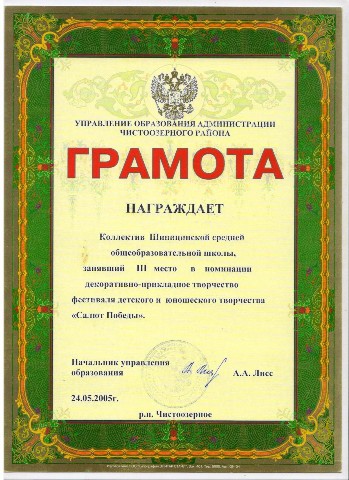 УПРАВЛЕНИЕ ОБРАЗОВАНИЯ АДМИНИСТРАЦИИ
ЧИСТООЗЕРНОГО РАЙОНА
ГРАМОТА
НАГРАЖДАЕТ
Коллектив Шипицинской средней
общеобразовательной школы,
занявший III место в номинации
декоративно-прикладное творчество
фестиваля детского и юношеского творчества
«Салют Победы».
Начальник управления
образования А.А. Лисс
24.05.2005г.
р.п. Чистоозерное